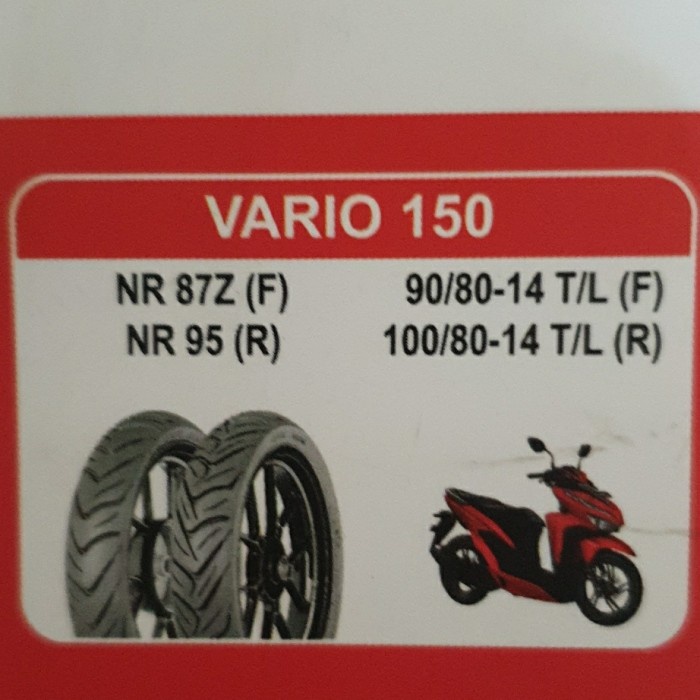 VARIO 150
NR 87Z (F) 90/80-14 T/L (F)
NR 95 (R) 100/80-14 T/L (R)